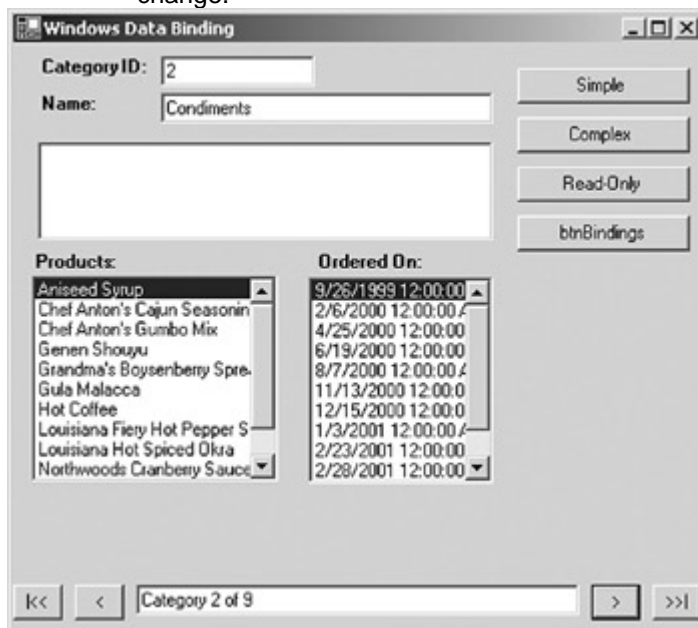 change.
Windows Data Binding
Category ID: 2
Name: Condiments
Simple
Complex
Read-Only
btnBindings
Products:
Aniseed Syrup
Chef Anton's Cajun Seasonin
Chef Anton's Gumbo Mix
Genen Shouyu
Grandma's Boysenberry Spre
Gula Malacca
Hot Coffee
Louisiana Fiery Hot Pepper S
Louisiana Hot Spiced Okra
Northwoods Cranberry Sauce
Ordered On:
9/26/1999 12:00:00
2/6/2000 12:00:00 A
4/25/2000 12:00:00
6/19/2000 12:00:00
8/7/2000 12:00:00 A
11/13/2000 12:00:0
12/15/2000 12:00:0
1/3/2001 12:00:00 A
2/23/2001 12:00:00
2/28/2001 12:00:00
|<<
<
Category 2 of 9
>
>>|